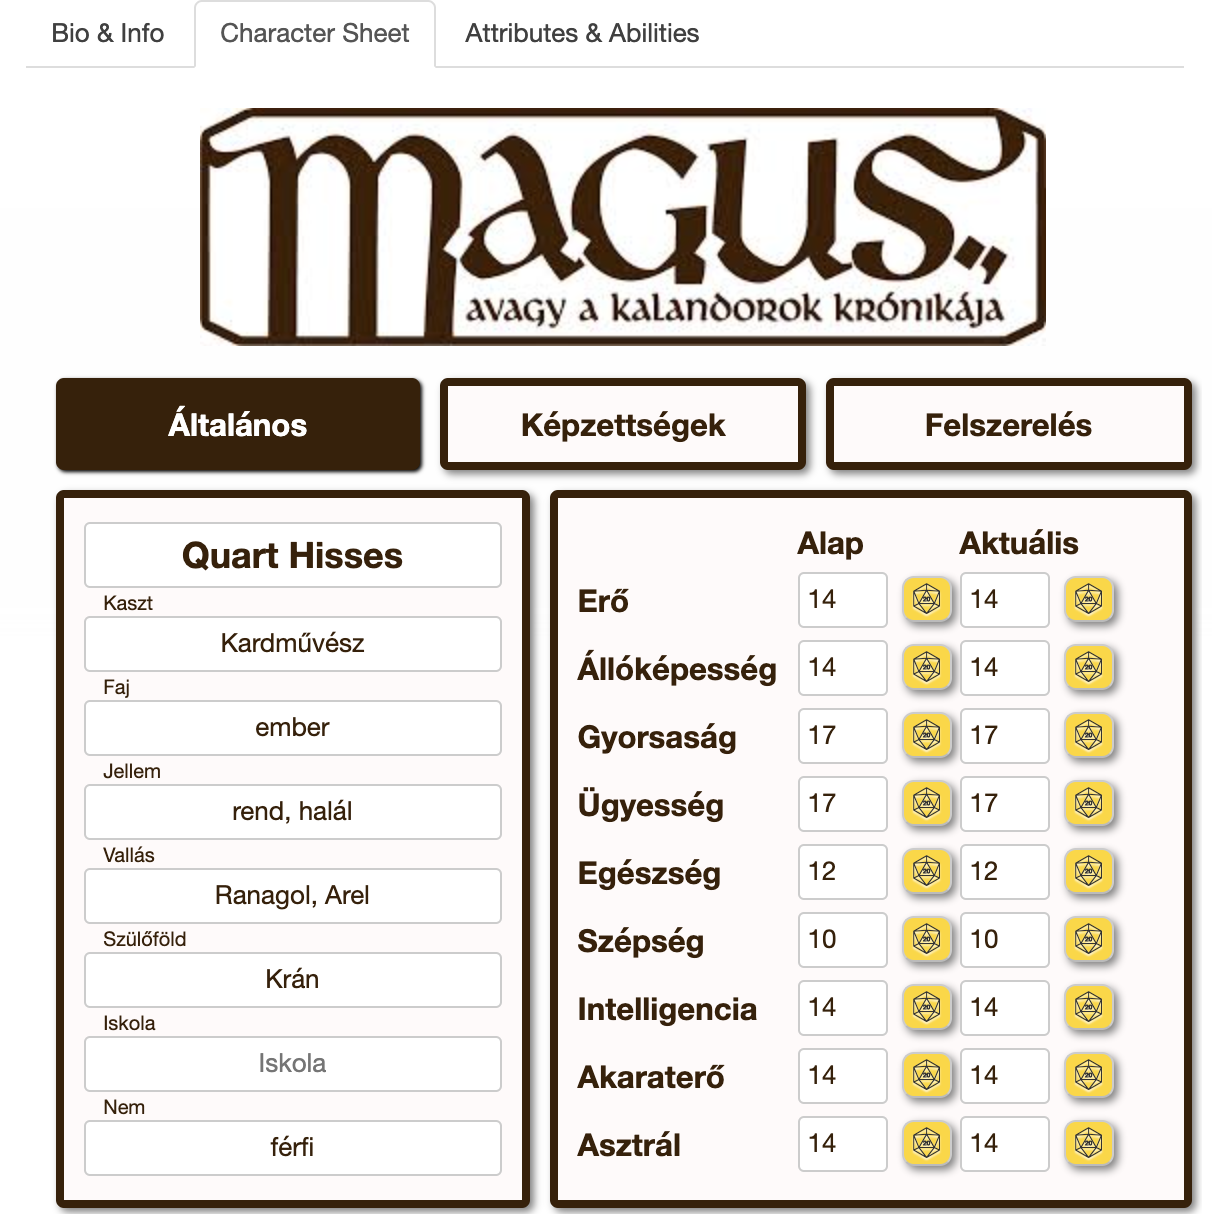 Bio & Info Character Sheet Attributes & Abilities
MAGUS
avagy a kalandorok krónikája
Általános Képzettségek Felszerelés
Quart Hisses
Kaszt
Kardművész
Faj
ember
Jellem
rend, halál
Vallás
Ranagol, Arel
Szülőföld
Krán
Iskola
Iskola
Nem
férfi
Alap Aktuális
Erő 14 20 14 20
Állóképesség 14 20 14 20
Gyorsaság 17 20 17 20
Ügyesség 17 20 17 20
Egészség 12 20 12 20
Szépség 10 20 10 20
Intelligencia 14 20 14 20
Akaraterő 14 20 14 20
Asztrál 14 20 14 20